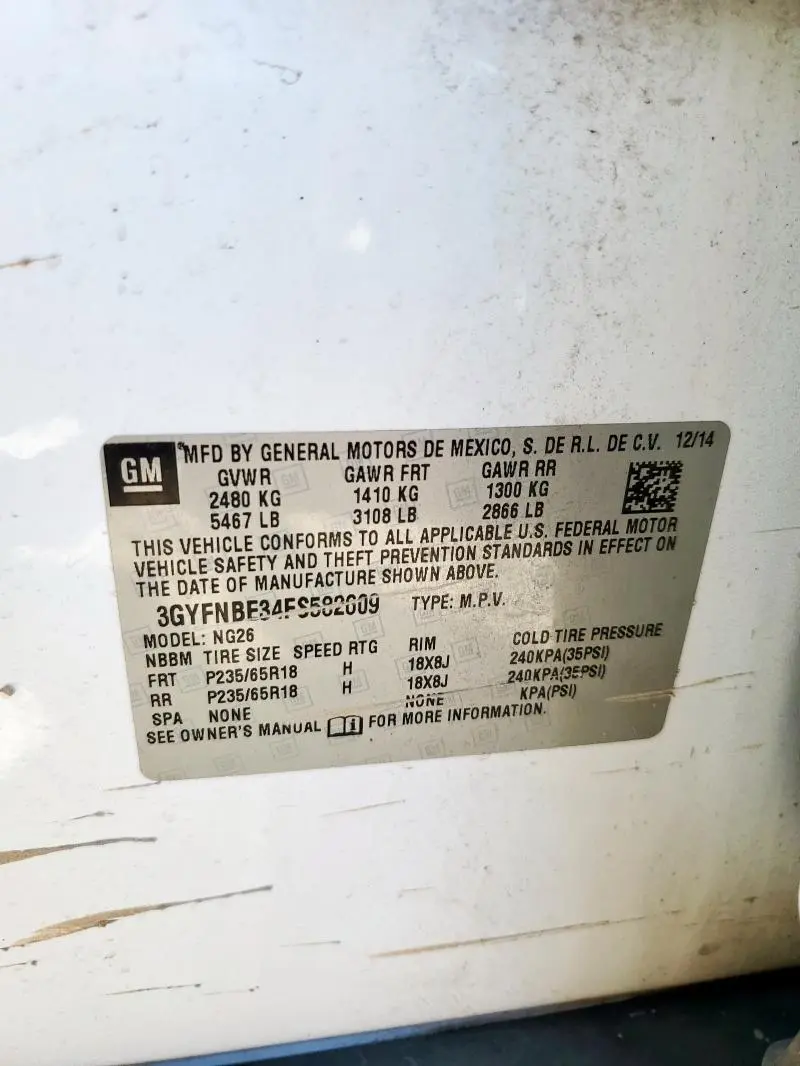 GM
MFD BY GENERAL MOTORS DE MEXICO, S. DE R.L. DE C.V. 12/14
GVWR GAWR FRT GAWR RR
2480 KG 1410 KG 1300 KG
5467 LB 3108 LB 2866 LB
THIS VEHICLE CONFORMS TO ALL APPLICABLE U.S. FEDERAL MOTOR
VEHICLE SAFETY AND THEFT PREVENTION STANDARDS IN EFFECT ON
THE DATE OF MANUFACTURE SHOWN ABOVE.
3GYFNBE34FS582609 TYPE: M.P.V.
MODEL: NG26
NBBM TIRE SIZE SPEED RTG RIM COLD TIRE PRESSURE
FRT P235/65R18 H 18X8J 240KPA(35PSI)
RR P235/65R18 H 18X8J 240KPA(35PSI)
SPA NONE NONE KPA(PSI)
SEE OWNER'S MANUAL FOR MORE INFORMATION.